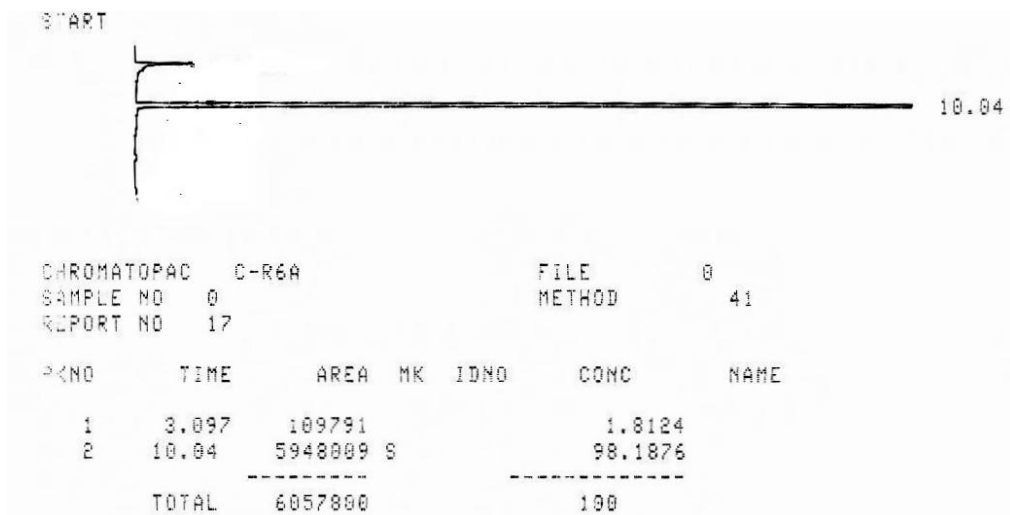 START
10.04
CHROMATOPAC C-R6A FILE 0
SAMPLE NO 0 METHOD 41
REPORT NO 17
PKNO TIME AREA MK IDNO CONC NAME
1 3.097 109791 1.8124
2 10.04 5948009 S 98.1876
--------- -------------
TOTAL 6057800 100